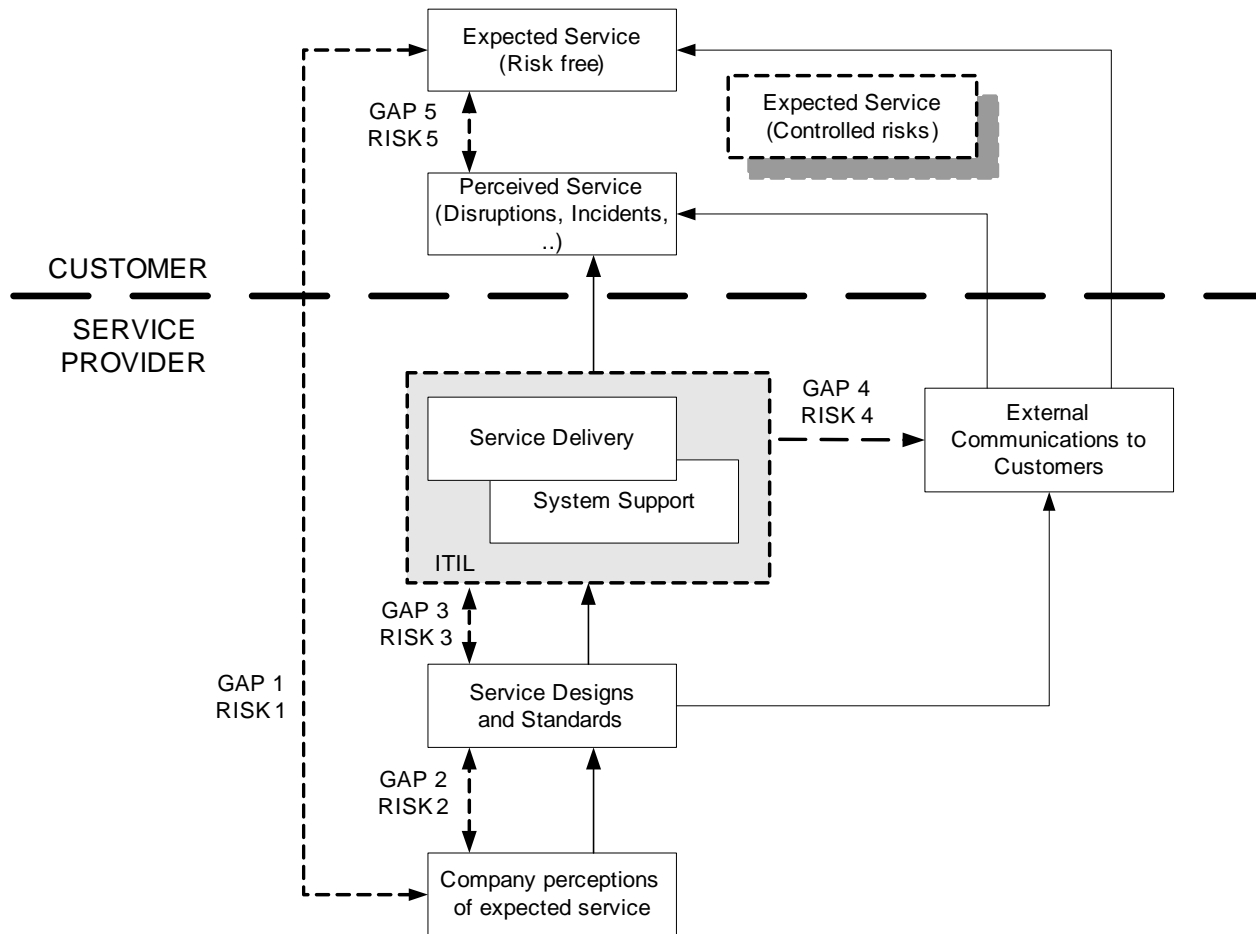 Expected Service
(Risk free)
GAP 5
RISK 5
Expected Service
(Controlled risks)
Perceived Service
(Disruptions, Incidents,
..)
CUSTOMER
SERVICE
PROVIDER
GAP 4
RISK 4
External
Communications to
Customers
Service Delivery
System Support
ITIL
GAP 3
RISK 3
GAP 1
RISK 1
Service Designs
and Standards
GAP 2
RISK 2
Company perceptions
of expected service